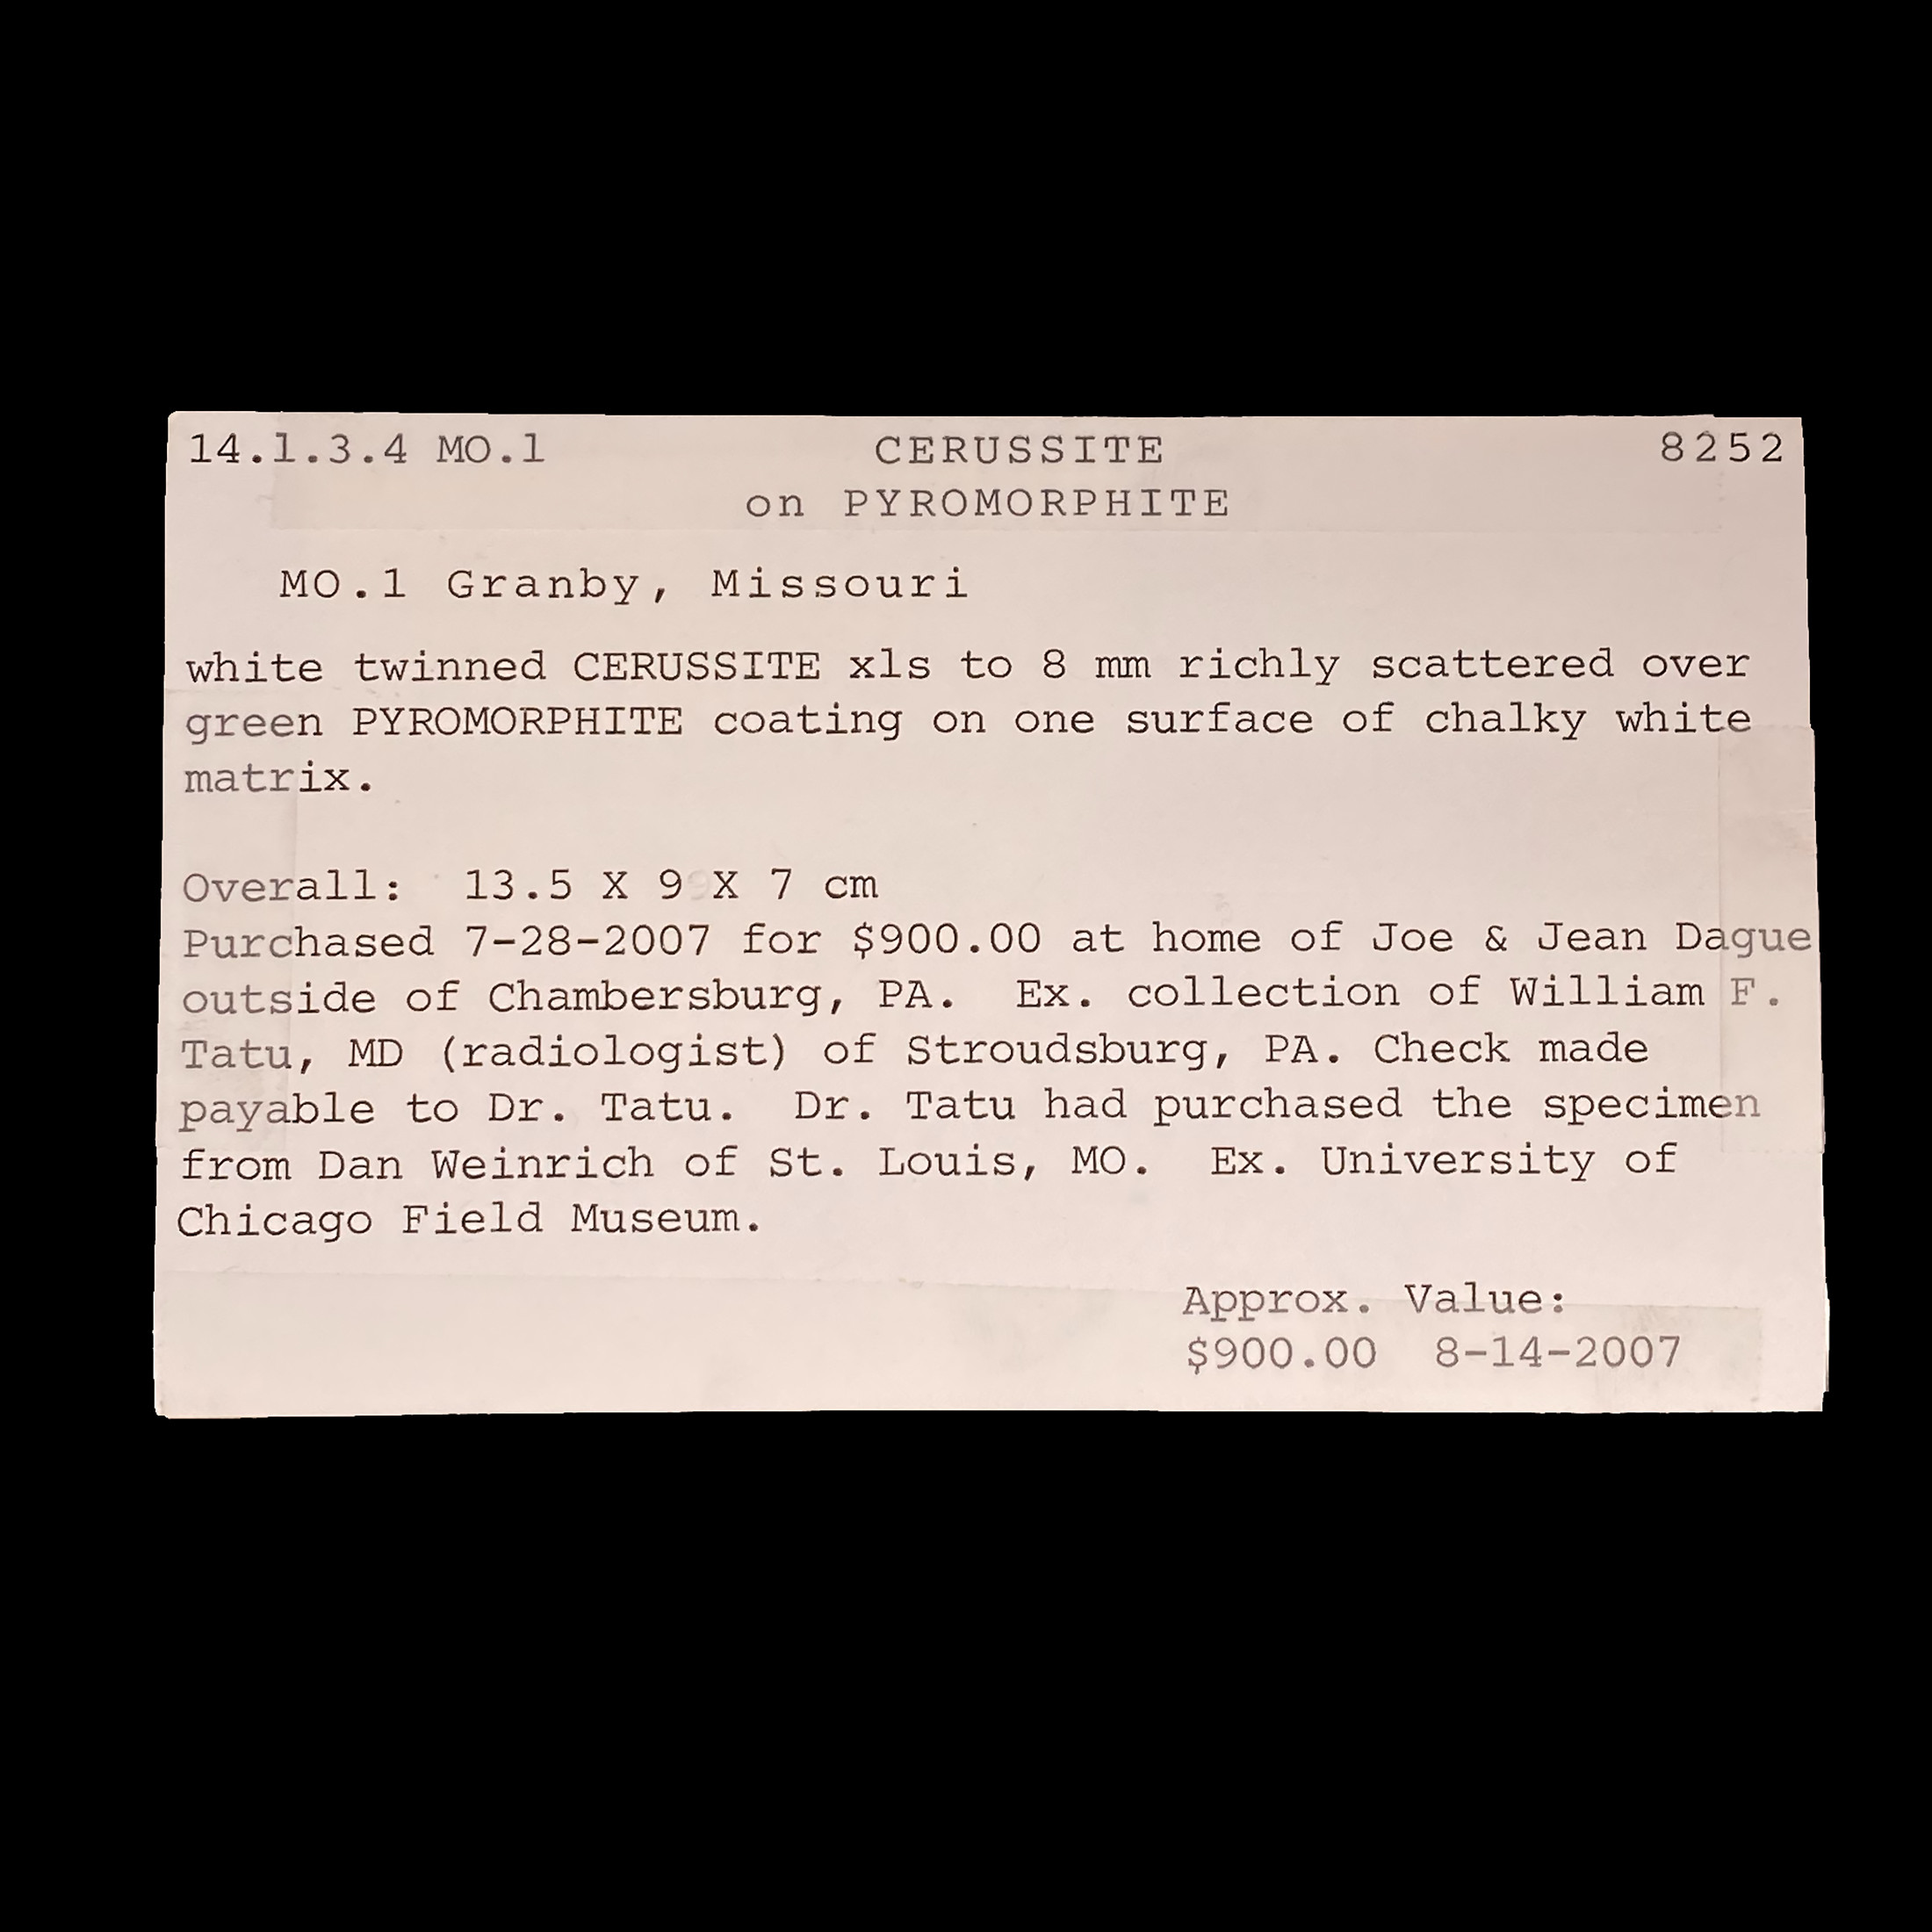 14.1.3.4 MO.1 CERUSSITE 8252
on PYROMORPHITE
MO.1 Granby, Missouri
white twinned CERUSSITE xls to 8 mm richly scattered over
green PYROMORPHITE coating on one surface of chalky white
matrix.
Overall: 13.5 X 9 X 7 cm
Purchased 7-28-2007 for $900.00 at home of Joe & Jean Dague
outside of Chambersburg, PA. Ex. collection of William F.
Tatu, MD (radiologist) of Stroudsburg, PA. Check made
payable to Dr. Tatu. Dr. Tatu had purchased the specimen
from Dan Weinrich of St. Louis, MO. Ex. University of
Chicago Field Museum.
Approx. Value:
$900.00 8-14-2007